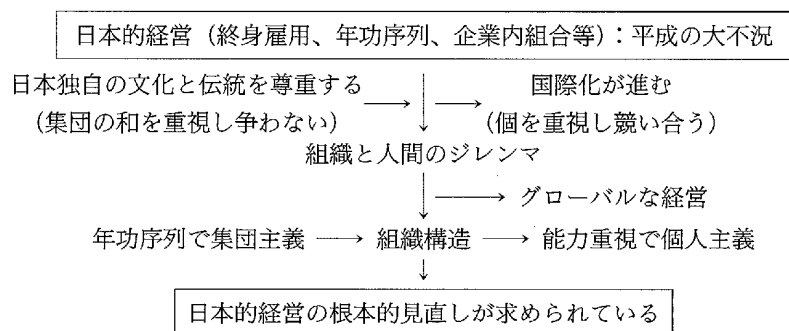 日本的経営（終身雇用、年功序列、企業内組合等）：平成の大不況
日本独自の文化と伝統を尊重する
国際化が進む
（集団の和を重視し争わない）
（個を重視し競い合う）
組織と人間のジレンマ
グローバルな経営
年功序列で集団主義 組織構造 能力重視で個人主義
日本的経営の根本的見直しが求められている